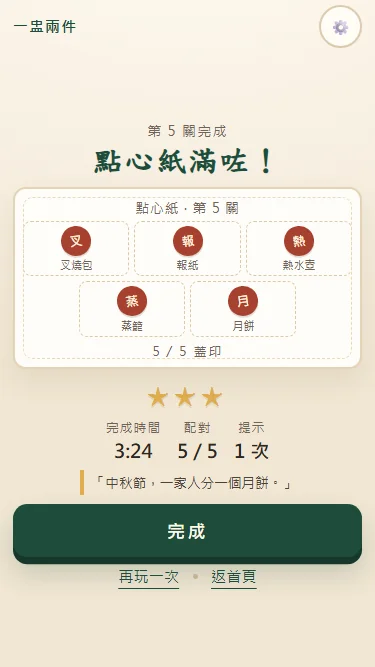 一盅兩件
第 5 關完成
點心紙滿咗！
點心紙 · 第 5 關
叉 報 熱
叉燒包 報紙 熱水壺
蒸 月
蒸籠 月餅
5 / 5 蓋印
完成時間 配對 提示
3:24 5 / 5 1 次
「中秋節，一家人分一個月餅。」
完成
再玩一次 • 返首頁